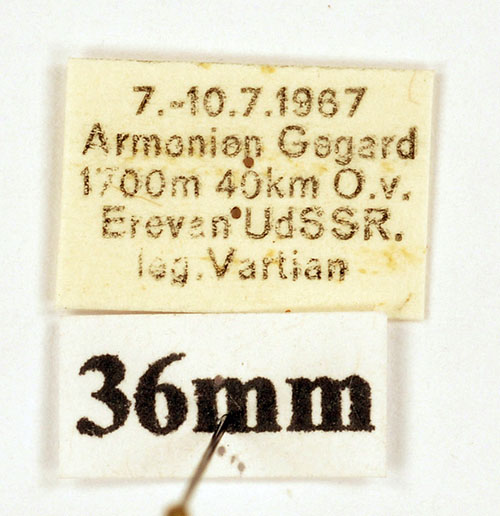 7.-10.7.1967
Armenien Gegard
1700m 40km O.v.
Erevan UdSSR.
leg. Vartian
36mm